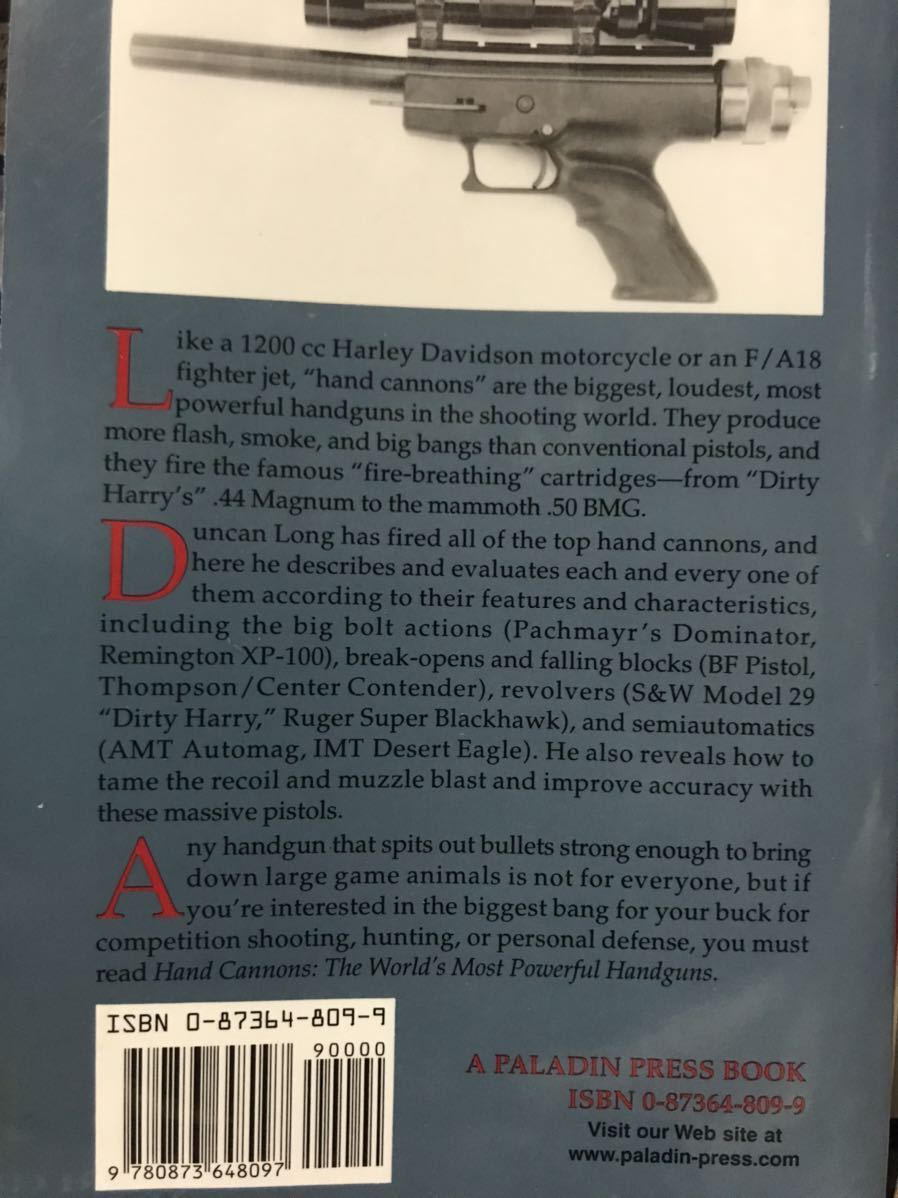 Like a 1200 cc Harley Davidson motorcycle or an F/A18
fighter jet, “hand cannons” are the biggest, loudest, most
powerful handguns in the shooting world. They produce
more flash, smoke, and big bangs than conventional pistols, and
they fire the famous “fire-breathing” cartridges—from “Dirty
Harry’s” .44 Magnum to the mammoth .50 BMG.
Duncan Long has fired all of the top hand cannons, and
here he describes and evaluates each and every one of
them according to their features and characteristics,
including the big bolt actions (Pachmayr’s Dominator,
Remington XP-100), break-opens and falling blocks (BF Pistol,
Thompson/Center Contender), revolvers (S&W Model 29
“Dirty Harry,” Ruger Super Blackhawk), and semiautomatics
(AMT Automag, IMT Desert Eagle). He also reveals how to
tame the recoil and muzzle blast and improve accuracy with
these massive pistols.
Any handgun that spits out bullets strong enough to bring
down large game animals is not for everyone, but if
you’re interested in the biggest bang for your buck for
competition shooting, hunting, or personal defense, you must
read Hand Cannons: The World’s Most Powerful Handguns.
ISBN 0-87364-809-9
90000
9 780873 648097
A PALADIN PRESS BOOK
ISBN 0-87364-809-9
Visit our Web site at
www.paladin-press.com